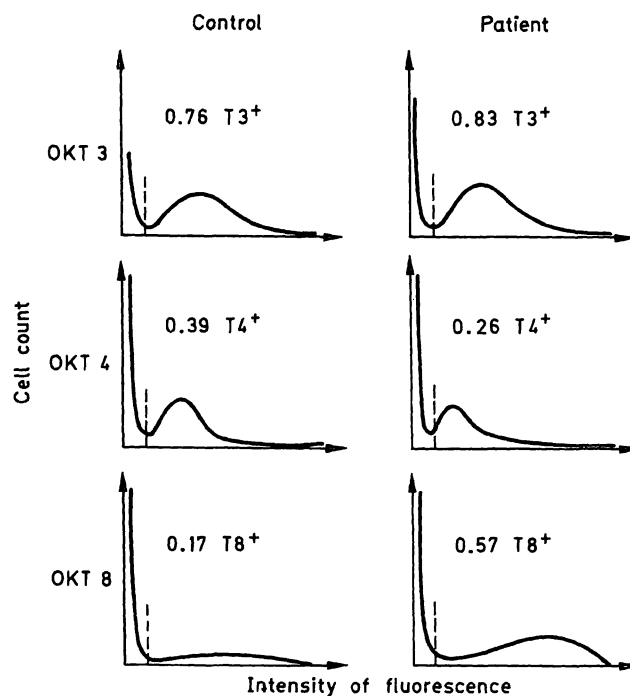 Control Patient
OKT 3
0.76 T3+
0.83 T3+
OKT 4
0.39 T4+
0.26 T4+
OKT 8
0.17 T8+
0.57 T8+
Cell count
Intensity of fluorescence